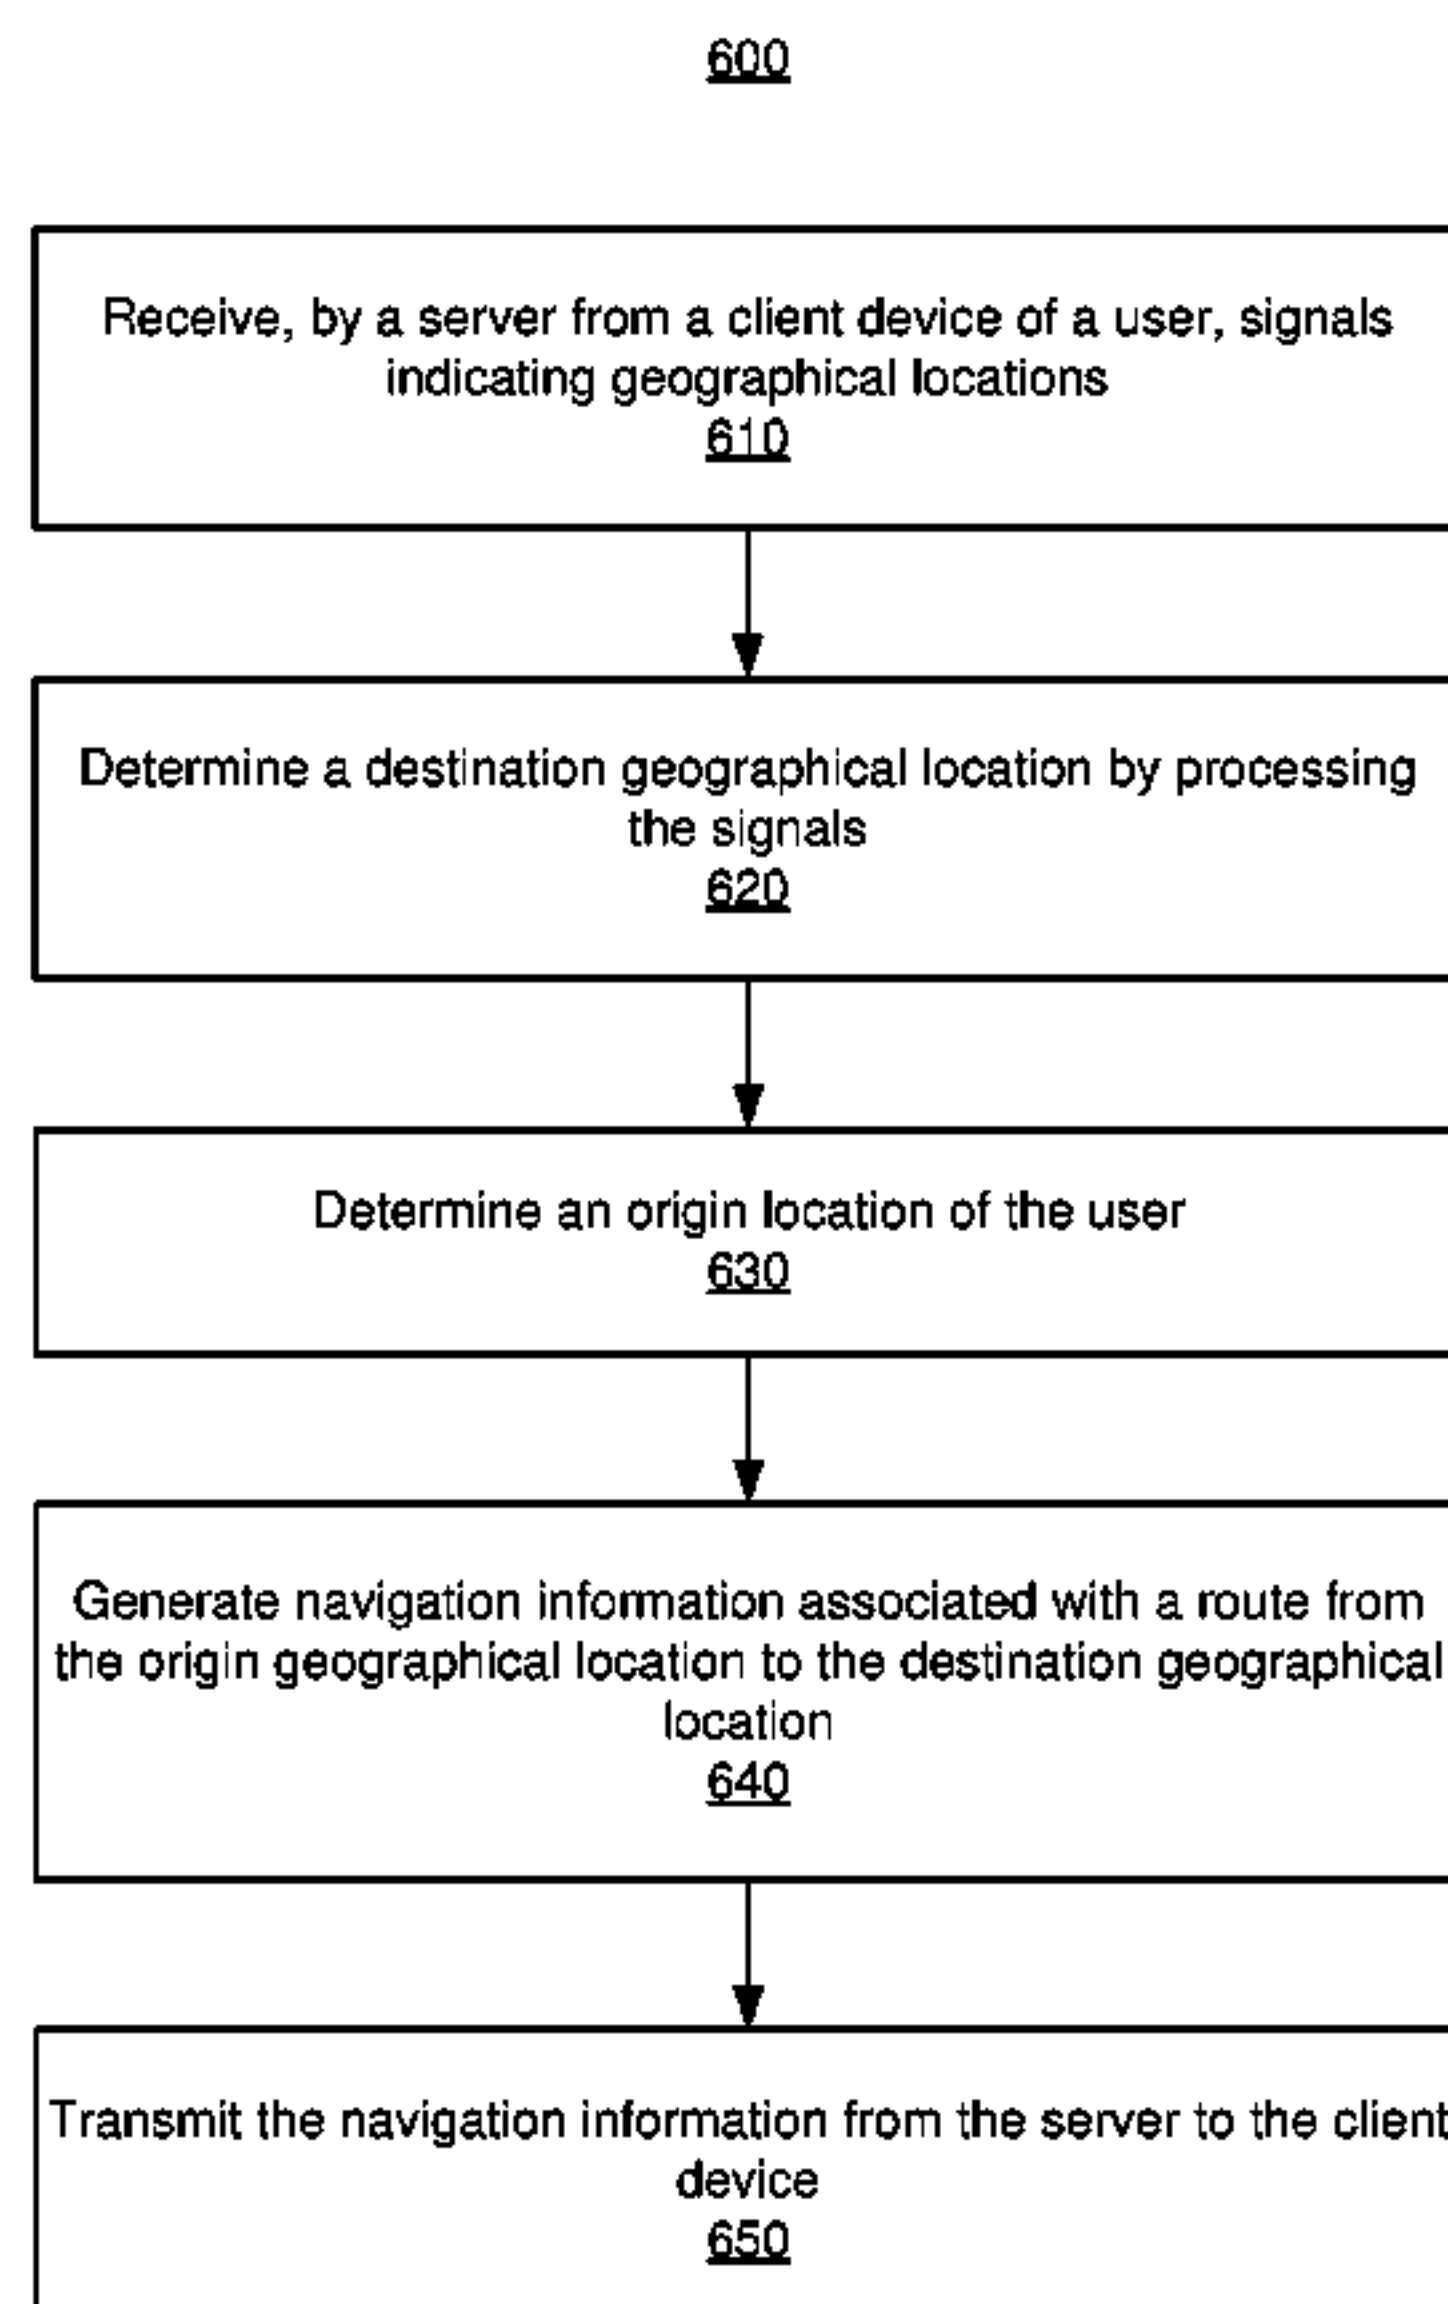 600
Receive, by a server from a client device of a user, signals
indicating geographical locations
610
Determine a destination geographical location by processing
the signals
620
Determine an origin location of the user
630
Generate navigation information associated with a route from
the origin geographical location to the destination geographical
location
640
Transmit the navigation information from the server to the client
device
650